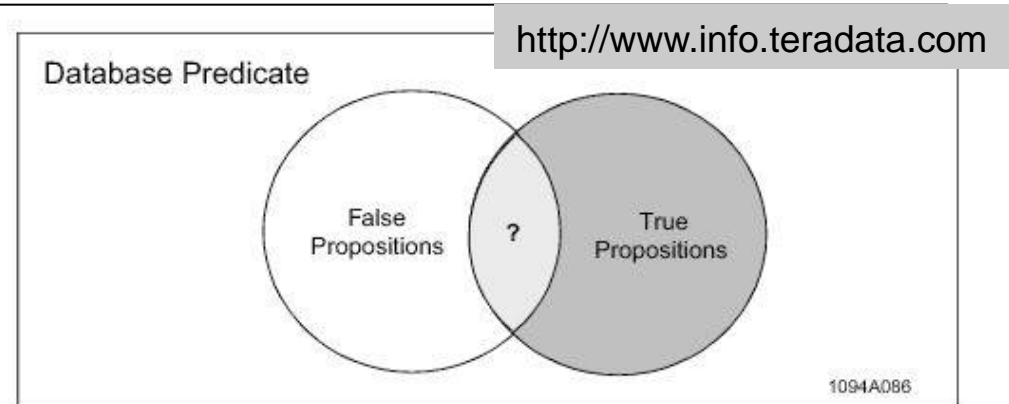 http://www.info.teradata.com
Database Predicate
False
Propositions
?
True
Propositions
1094A086